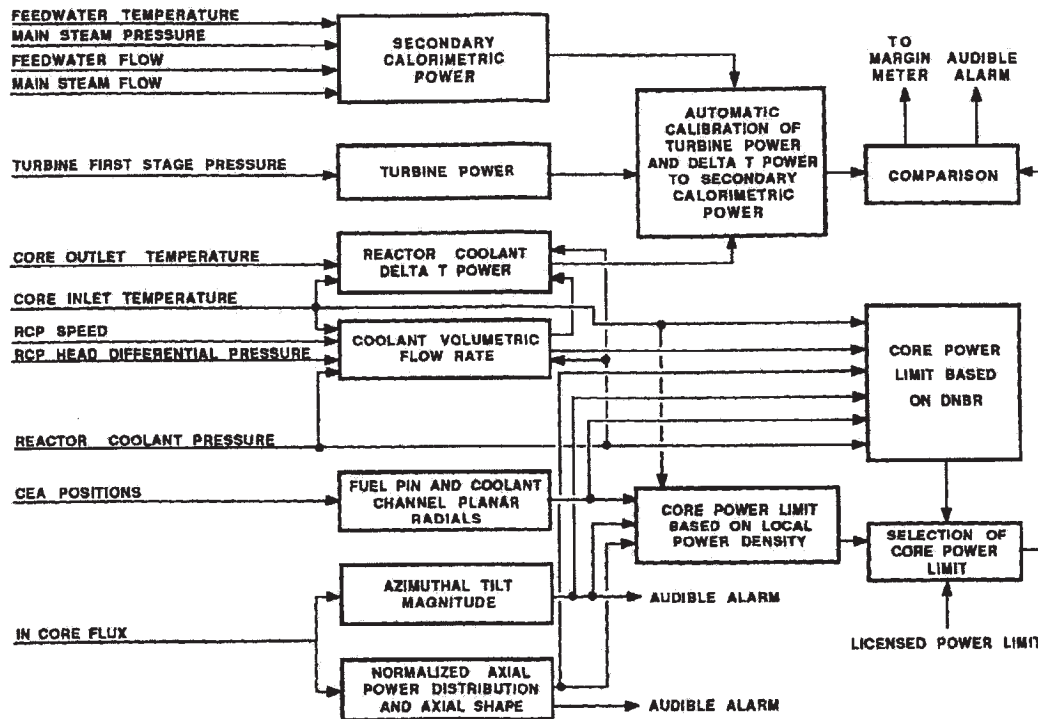 FEEDWATER TEMPERATURE
MAIN STEAM PRESSURE
FEEDWATER FLOW
MAIN STEAM FLOW
SECONDARY
CALORIMETRIC
POWER
TO
MARGIN
METER
AUDIBLE
ALARM
AUTOMATIC
CALIBRATION OF
TURBINE POWER
AND DELTA T POWER
TO SECONDARY
CALORIMETRIC
POWER
COMPARISON
TURBINE FIRST STAGE PRESSURE
TURBINE POWER
CORE OUTLET TEMPERATURE
REACTOR COOLANT
DELTA T POWER
CORE INLET TEMPERATURE
RCP SPEED
RCP HEAD DIFFERENTIAL PRESSURE
COOLANT VOLUMETRIC
FLOW RATE
CORE POWER
LIMIT BASED
ON DNBR
REACTOR COOLANT PRESSURE
CEA POSITIONS
FUEL PIN AND COOLANT
CHANNEL PLANAR
RADIALS
CORE POWER LIMIT
BASED ON LOCAL
POWER DENSITY
SELECTION OF
CORE POWER
LIMIT
AZIMUTHAL TILT
MAGNITUDE
AUDIBLE ALARM
IN CORE FLUX
LICENSED POWER LIMIT
NORMALIZED AXIAL
POWER DISTRIBUTION
AND AXIAL SHAPE
AUDIBLE ALARM